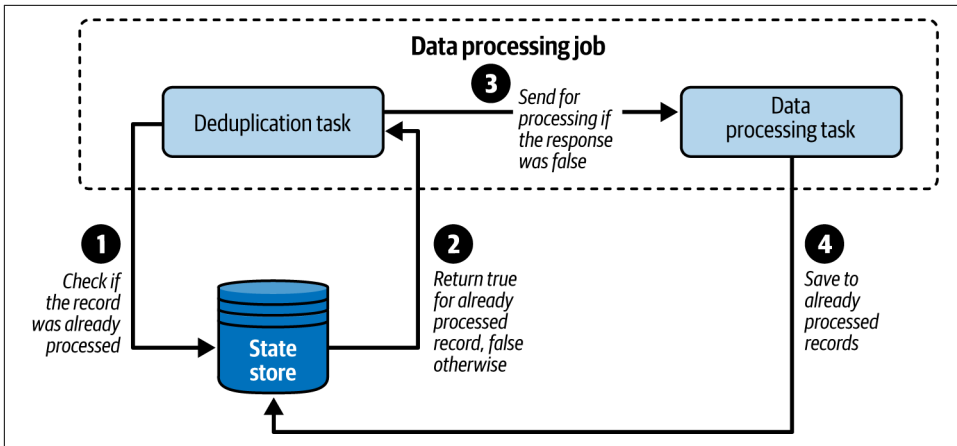 Data processing job
Deduplication task
3
Send for
processing if
the response
was false
Data
processing task
1
Check if
the record
was already
processed
2
Return true
for already
processed
record, false
otherwise
4
Save to
already
processed
records
State
store